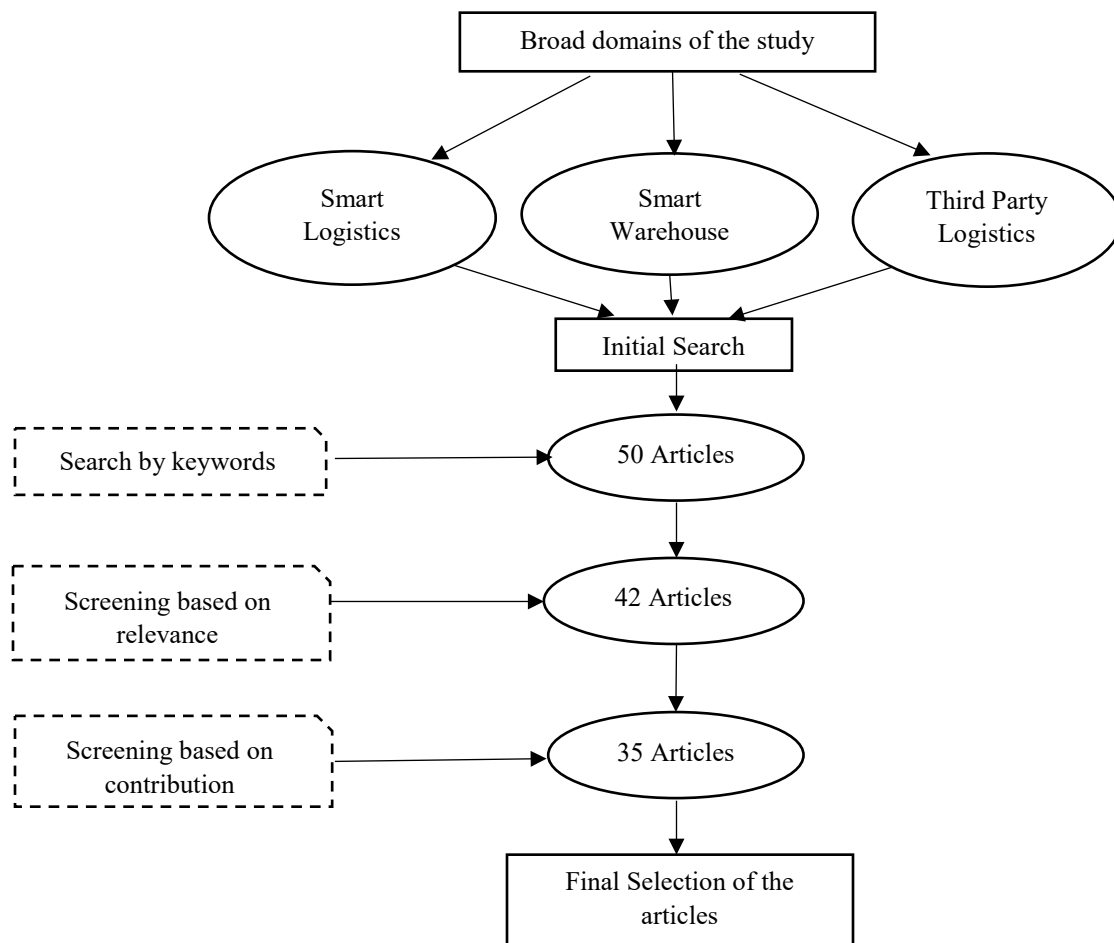 Broad domains of the study
Smart
Logistics
Smart
Warehouse
Third Party
Logistics
Initial Search
Search by keywords
50 Articles
Screening based on
relevance
42 Articles
Screening based on
contribution
35 Articles
Final Selection of the
articles